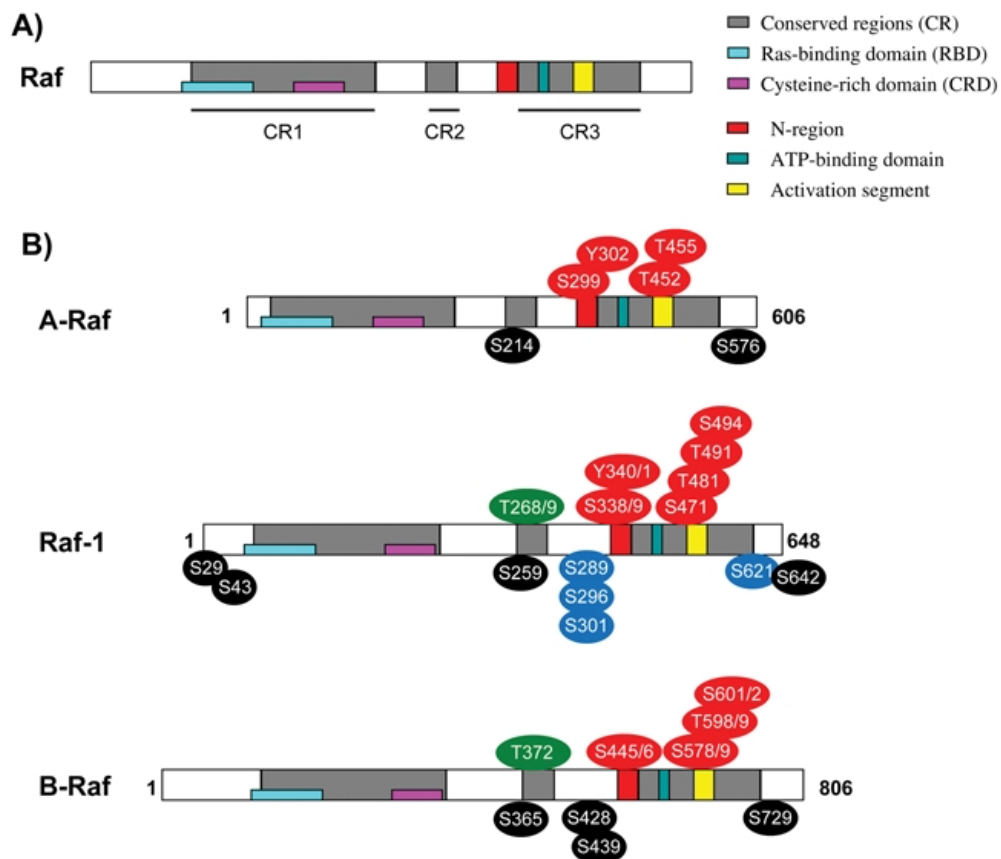 A)
Raf
CR1
CR2
CR3
Conserved regions (CR)
Ras-binding domain (RBD)
Cysteine-rich domain (CRD)
N-region
ATP-binding domain
Activation segment
B)
A-Raf
1
Y302
S299
T455
T452
606
S214
S576
Raf-1
1
S494
T491
T481
S471
Y340/1
S338/9
T268/9
648
S29
S43
S259
S289
S296
S301
S621
S642
B-Raf
1
S601/2
T598/9
S578/9
S445/6
T372
806
S365
S428
S439
S729